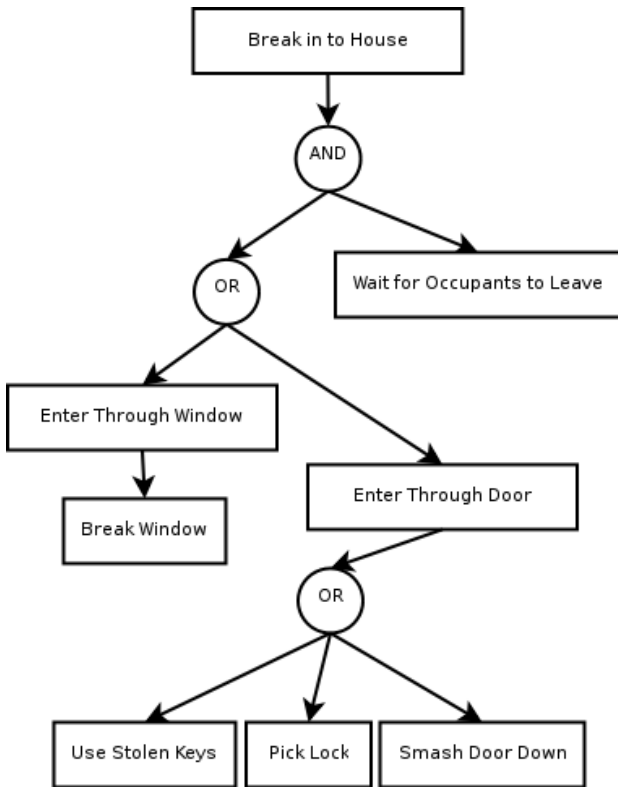 Break in to House
AND
OR
Wait for Occupants to Leave
Enter Through Window
Enter Through Door
Break Window
OR
Use Stolen Keys
Pick Lock
Smash Door Down